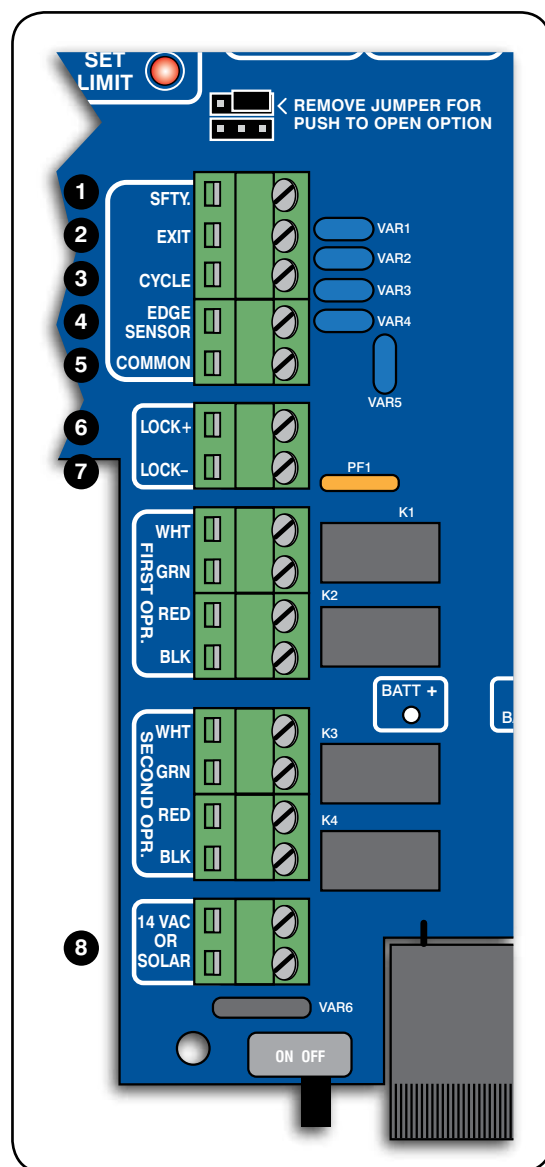 SET
LIMIT
< REMOVE JUMPER FOR
PUSH TO OPEN OPTION
1
SFTY.
2
EXIT
VAR1
VAR2
3
CYCLE
VAR3
4
EDGE
SENSOR
VAR4
5
COMMON
VAR5
6
LOCK+
7
LOCK–
PF1
FIRST OPR.
WHT
GRN
RED
BLK
K1
K2
BATT +
SECOND OPR.
WHT
GRN
RED
BLK
K3
K4
8
14 VAC
OR
SOLAR
VAR6
ON OFF